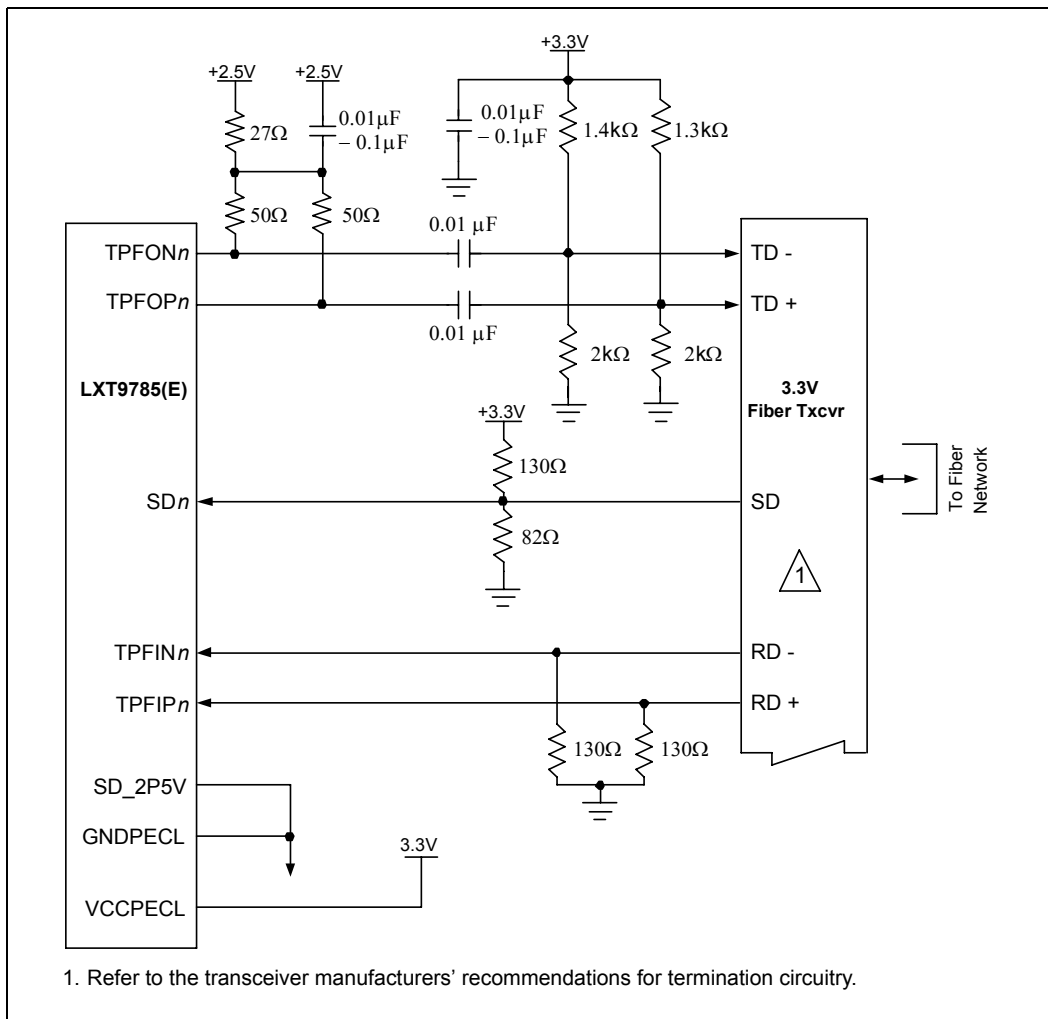 +3.3V
+2.5V
+2.5V
27Ω
0.01µF
– 0.1µF
0.01µF
– 0.1µF
1.4kΩ
1.3kΩ
50Ω
50Ω
0.01 µF
TPFONn
TD -
TPFOPn
TD +
0.01 µF
2kΩ
2kΩ
LXT9785(E)
3.3V
Fiber Txcvr
+3.3V
130Ω
To Fiber
Network
SDn
SD
82Ω
1
TPFINn
RD -
TPFIPn
RD +
130Ω
130Ω
SD_2P5V
GNDPECL
3.3V
VCCPECL
1. Refer to the transceiver manufacturers’ recommendations for termination circuitry.